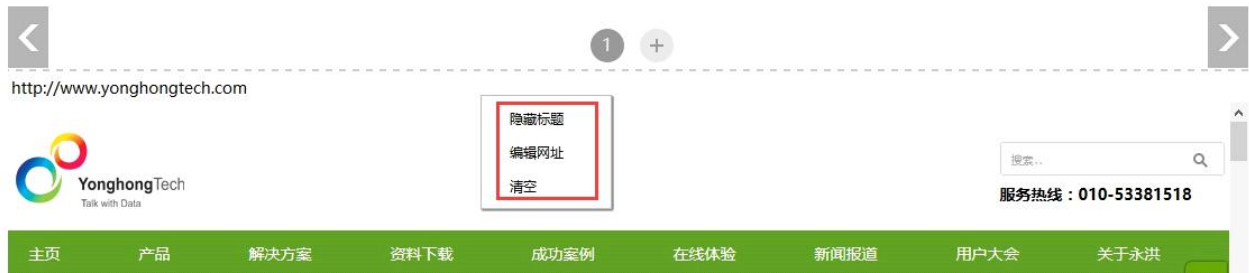 1 +
http://www.yonghongtech.com
隐藏标题
编辑网址
清空
YonghongTech
Talk with Data
搜索..
服务热线：010-53381518
主页 产品 解决方案 资料下载 成功案例 在线体验 新闻报道 用户大会 关于永洪